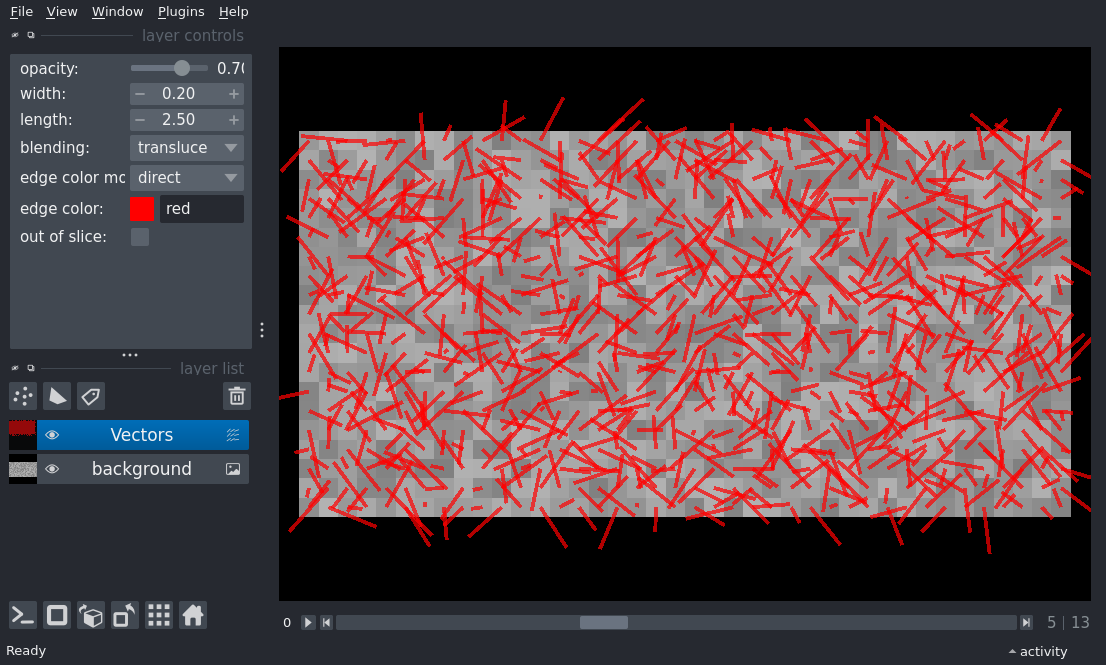 File View Window Plugins Help
layer controls
opacity: 0.70
width: 0.20
length: 2.50
blending: transluce
edge color mo direct
edge color: red
out of slice:
layer list
Vectors
background
0 5 | 13
Ready activity